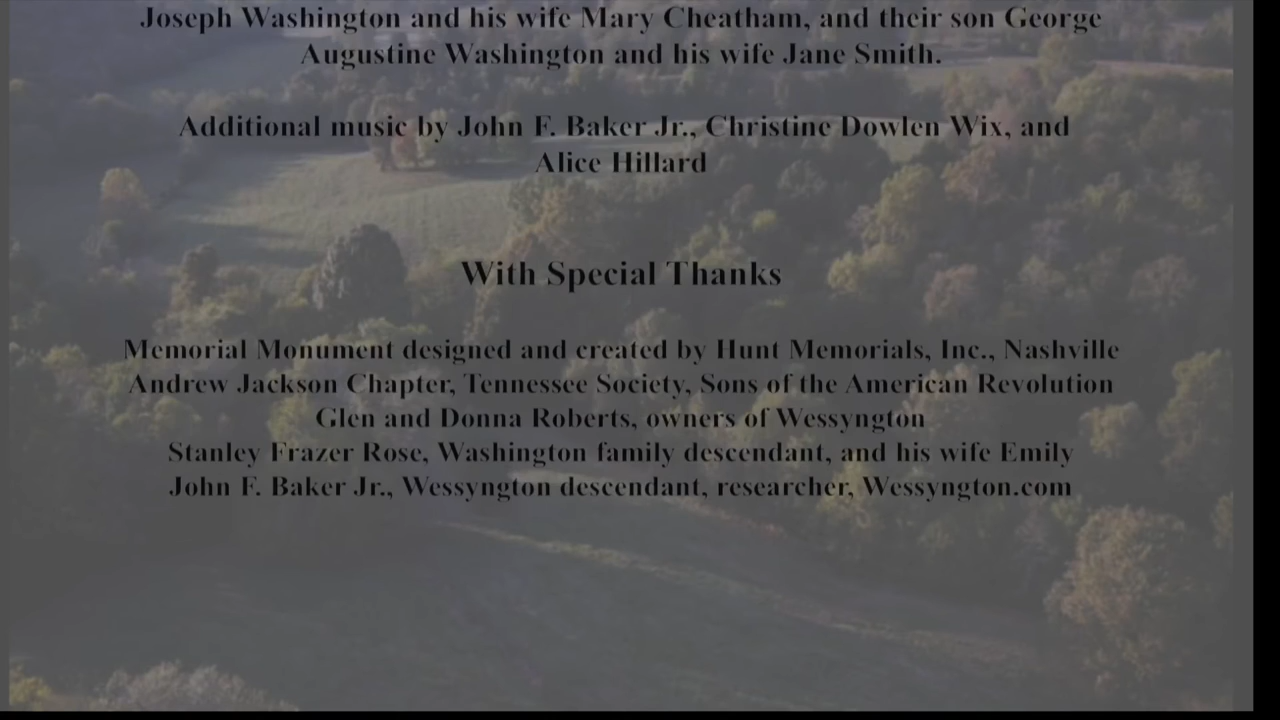 Joseph Washington and his wife Mary Cheatham, and their son George
Augustine Washington and his wife Jane Smith.
Additional music by John F. Baker Jr., Christine Dowlen Wix, and
Alice Hillard
With Special Thanks
Memorial Monument designed and created by Hunt Memorials, Inc., Nashville
Andrew Jackson Chapter, Tennessee Society, Sons of the American Revolution
Glen and Donna Roberts, owners of Wessyngton
Stanley Frazer Rose, Washington family descendant, and his wife Emily
John F. Baker Jr., Wessyngton descendant, researcher, Wessyngton.com